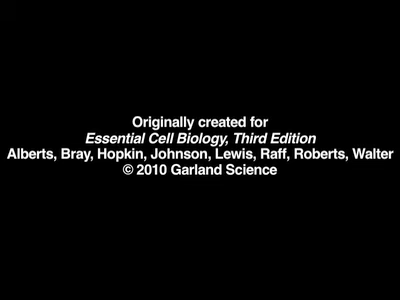 Originally created for
Essential Cell Biology, Third Edition
Alberts, Bray, Hopkin, Johnson, Lewis, Raff, Roberts, Walter
© 2010 Garland Science